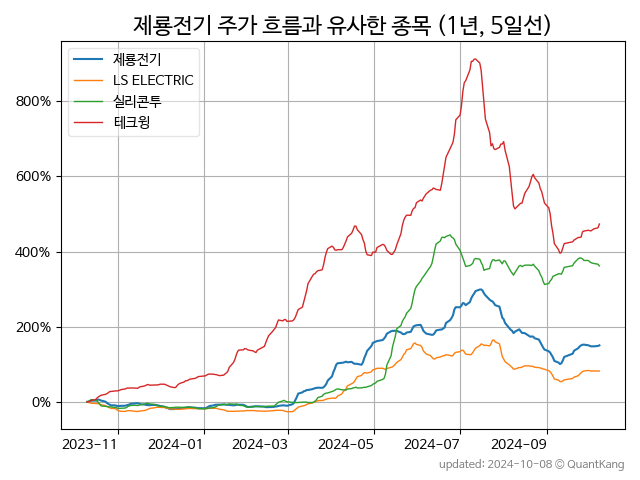 제룡전기 주가 흐름과 유사한 종목 (1년, 5일선)
제룡전기
LS ELECTRIC
실리콘투
테크윙
800%
600%
400%
200%
0%
2023-11 2024-01 2024-03 2024-05 2024-07 2024-09
updated: 2024-10-08 © QuantKang